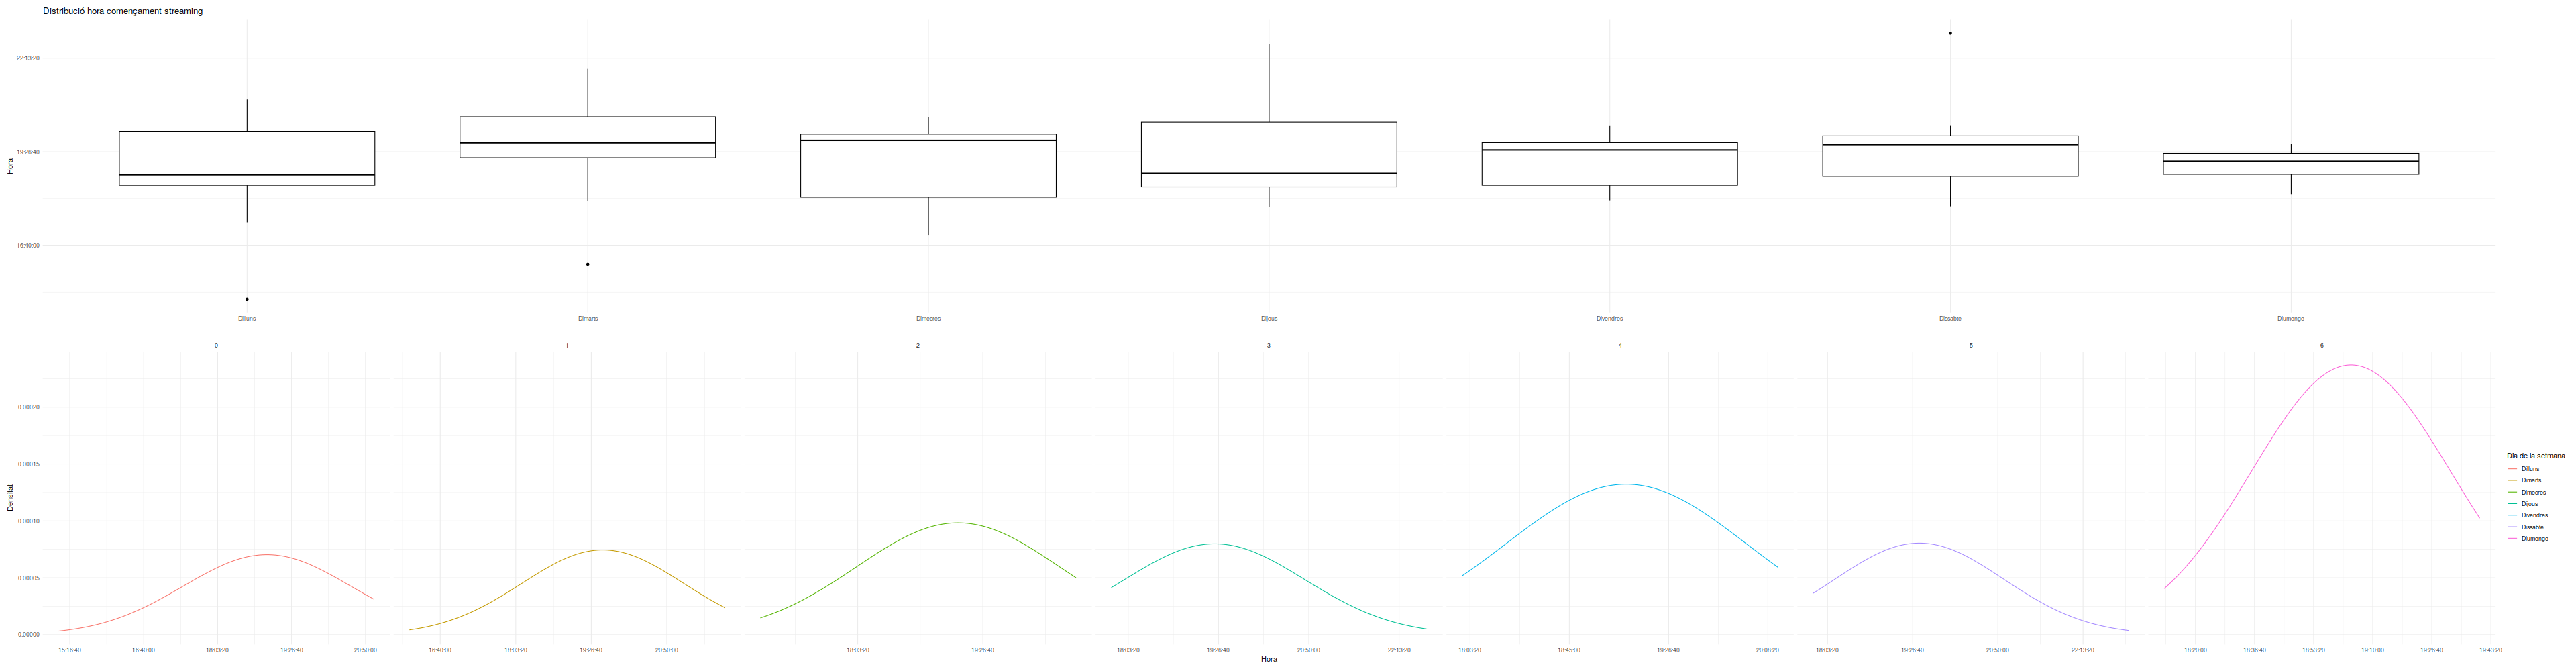 Distribució hora començament streaming
Hora
22:13:20
19:26:40
16:40:00
Dilluns Dimarts Dimecres Dijous Divendres Dissabte Diumenge
0 1 2 3 4 5 6
Densitat
0.00020
0.00015
0.00010
0.00005
0.00000
15:16:40 16:40:00 18:03:20 19:26:40 20:50:00 16:40:00 18:03:20 19:26:40 20:50:00 18:03:20 19:26:40 18:03:20 19:26:40 20:50:00 22:13:20 18:03:20 18:45:00 19:26:40 20:08:20 18:03:20 19:26:40 20:50:00 22:13:20 18:20:00 18:36:40 18:53:20 19:10:00 19:26:40 19:43:20
Hora
Dia de la setmana
Dilluns
Dimarts
Dimecres
Dijous
Divendres
Dissabte
Diumenge